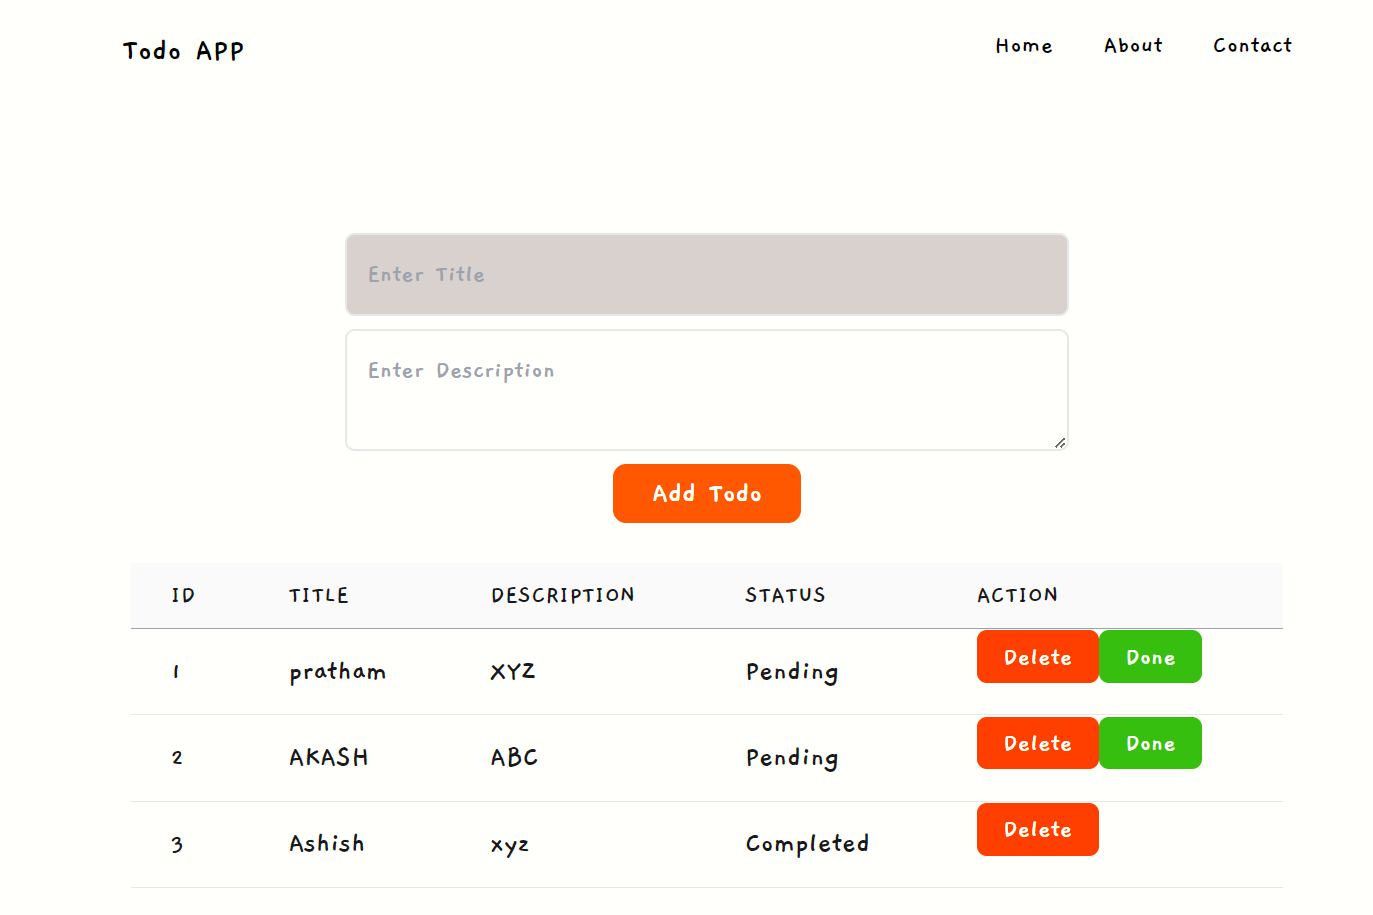 Todo APP Home About Contact
Enter Title
Enter Description
Add Todo
ID TITLE DESCRIPTION STATUS ACTION
1 pratham XYZ Pending Delete Done
2 AKASH ABC Pending Delete Done
3 Ashish xyz Completed Delete